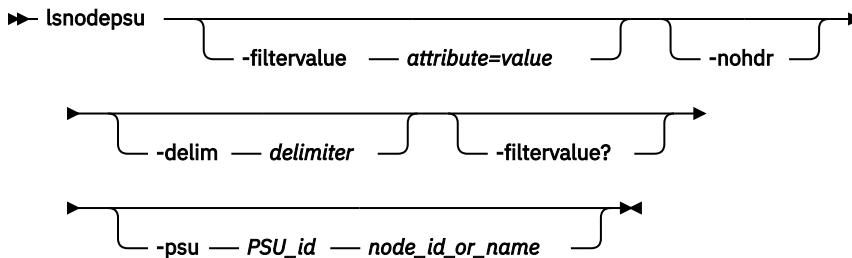 lsnodepsu
-filtervalue attribute=value -nohdr
-delim delimiter -filtervalue?
-psu PSU_id node_id_or_name